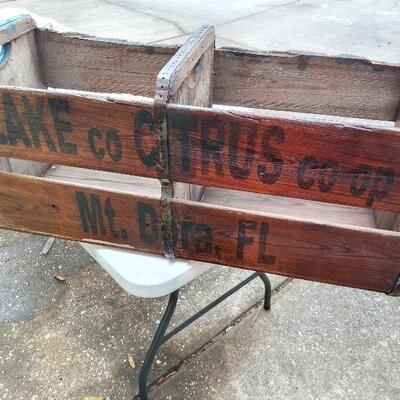 LAKE co CITRUS co-op
Mt. Dora, FL